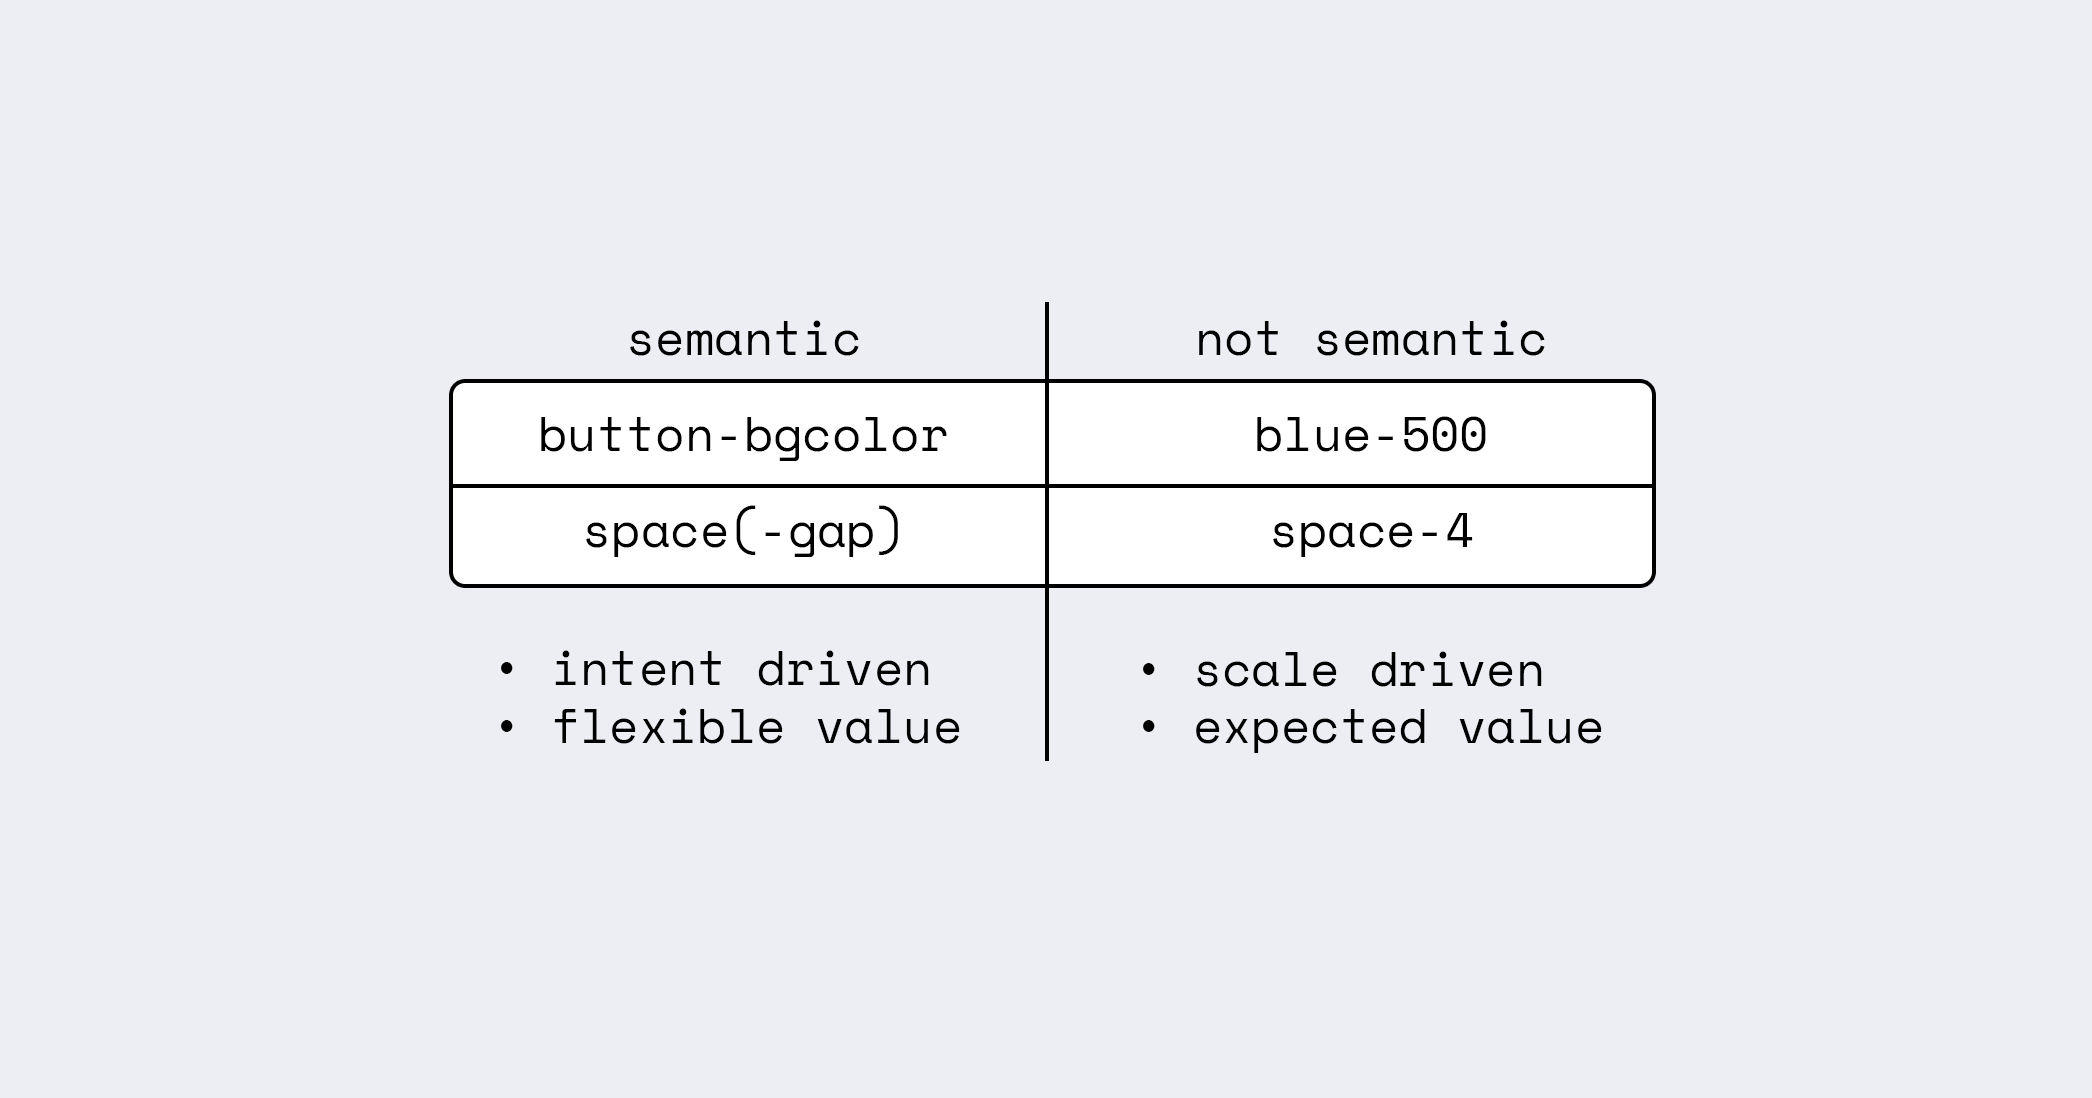 semantic
not semantic
button-bgcolor
blue-500
space(-gap)
space-4
• intent driven
• flexible value
• scale driven
• expected value